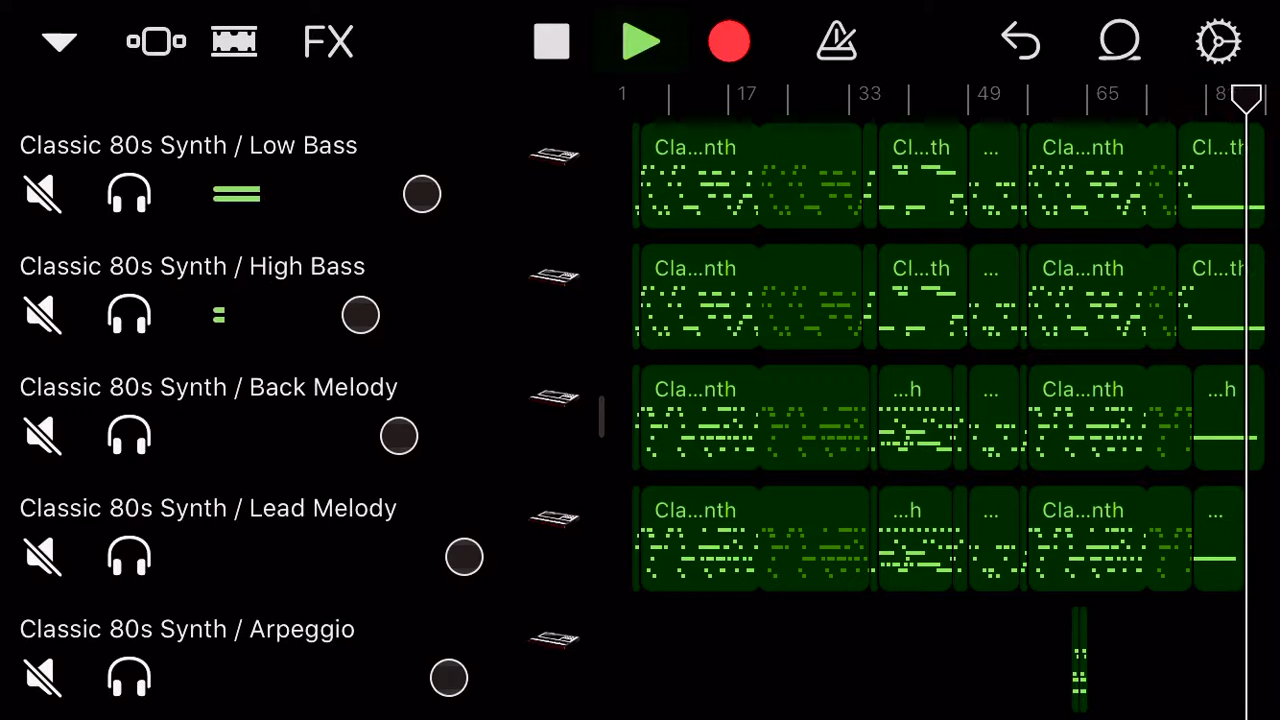 FX
1 17 33 49 65 81
Classic 80s Synth / Low Bass
Cla...nth Cl...th ... Cla...nth Cl...th
Classic 80s Synth / High Bass
Cla...nth Cl...th ... Cla...nth Cl...th
Classic 80s Synth / Back Melody
Cla...nth ...h ... Cla...nth ...h
Classic 80s Synth / Lead Melody
Cla...nth ...h ... Cla...nth ...
Classic 80s Synth / Arpeggio